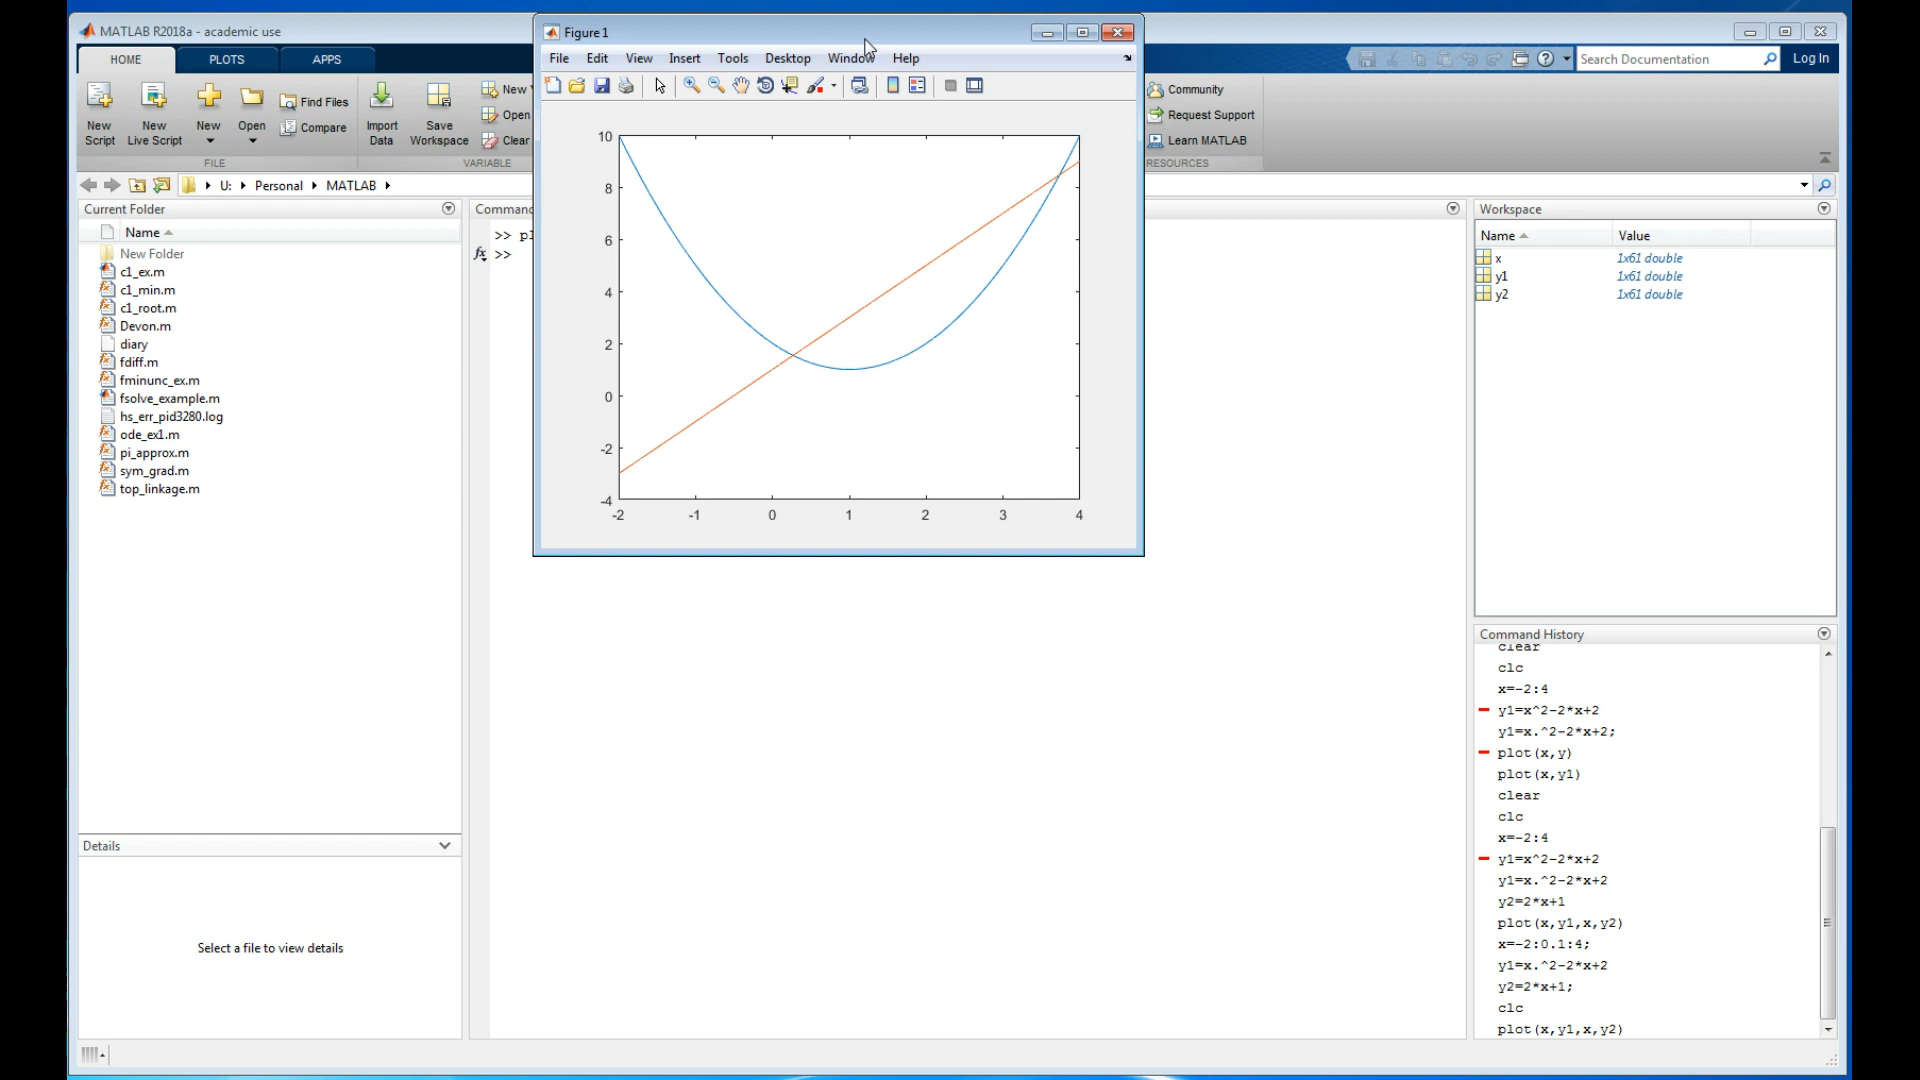 MATLAB R2018a - academic use
HOME
PLOTS
APPS
Search Documentation
Log In
New Script
New Live Script
New
Open
Find Files
Compare
Import Data
Save Workspace
New
Open
Clear
FILE
VARIABLE
Community
Request Support
Learn MATLAB
RESOURCES
U: Personal MATLAB
Current Folder
Name
New Folder
c1_ex.m
c1_min.m
c1_root.m
Devon.m
diary
fdiff.m
fminunc_ex.m
fsolve_example.m
hs_err_pid3280.log
ode_ex1.m
pi_approx.m
sym_grad.m
top_linkage.m
Details
Select a file to view details
>>
fx >>
Figure 1
File Edit View Insert Tools Desktop Window Help
10
8
6
4
2
0
-2
-4
-2 -1 0 1 2 3 4
Workspace
Name Value
x 1x61 double
y1 1x61 double
y2 1x61 double
Command History
clear
clc
x=-2:4
y1=x^2-2*x+2
y1=x.^2-2*x+2;
plot(x,y)
plot(x,y1)
clear
clc
x=-2:4
y1=x^2-2*x+2
y1=x.^2-2*x+2
y2=2*x+1
plot(x,y1,x,y2)
x=-2:0.1:4;
y1=x.^2-2*x+2
y2=2*x+1;
clc
plot(x,y1,x,y2)